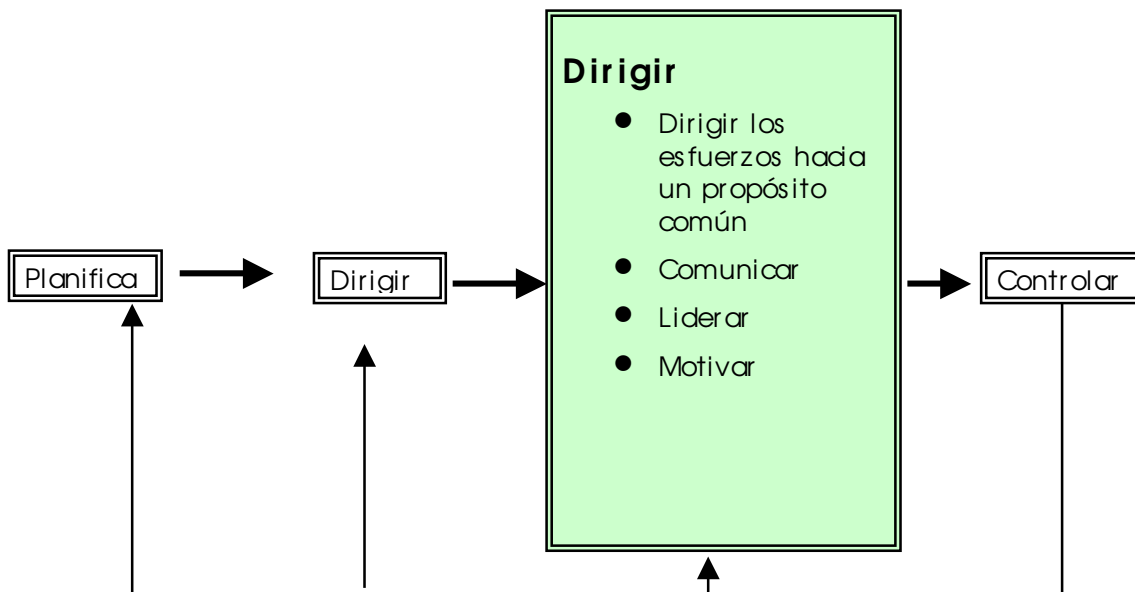 Planifica
Dirigir
Dirigir
• Dirigir los
esfuerzos hacia
un propósito
común
• Comunicar
• Liderar
• Motivar
Controlar